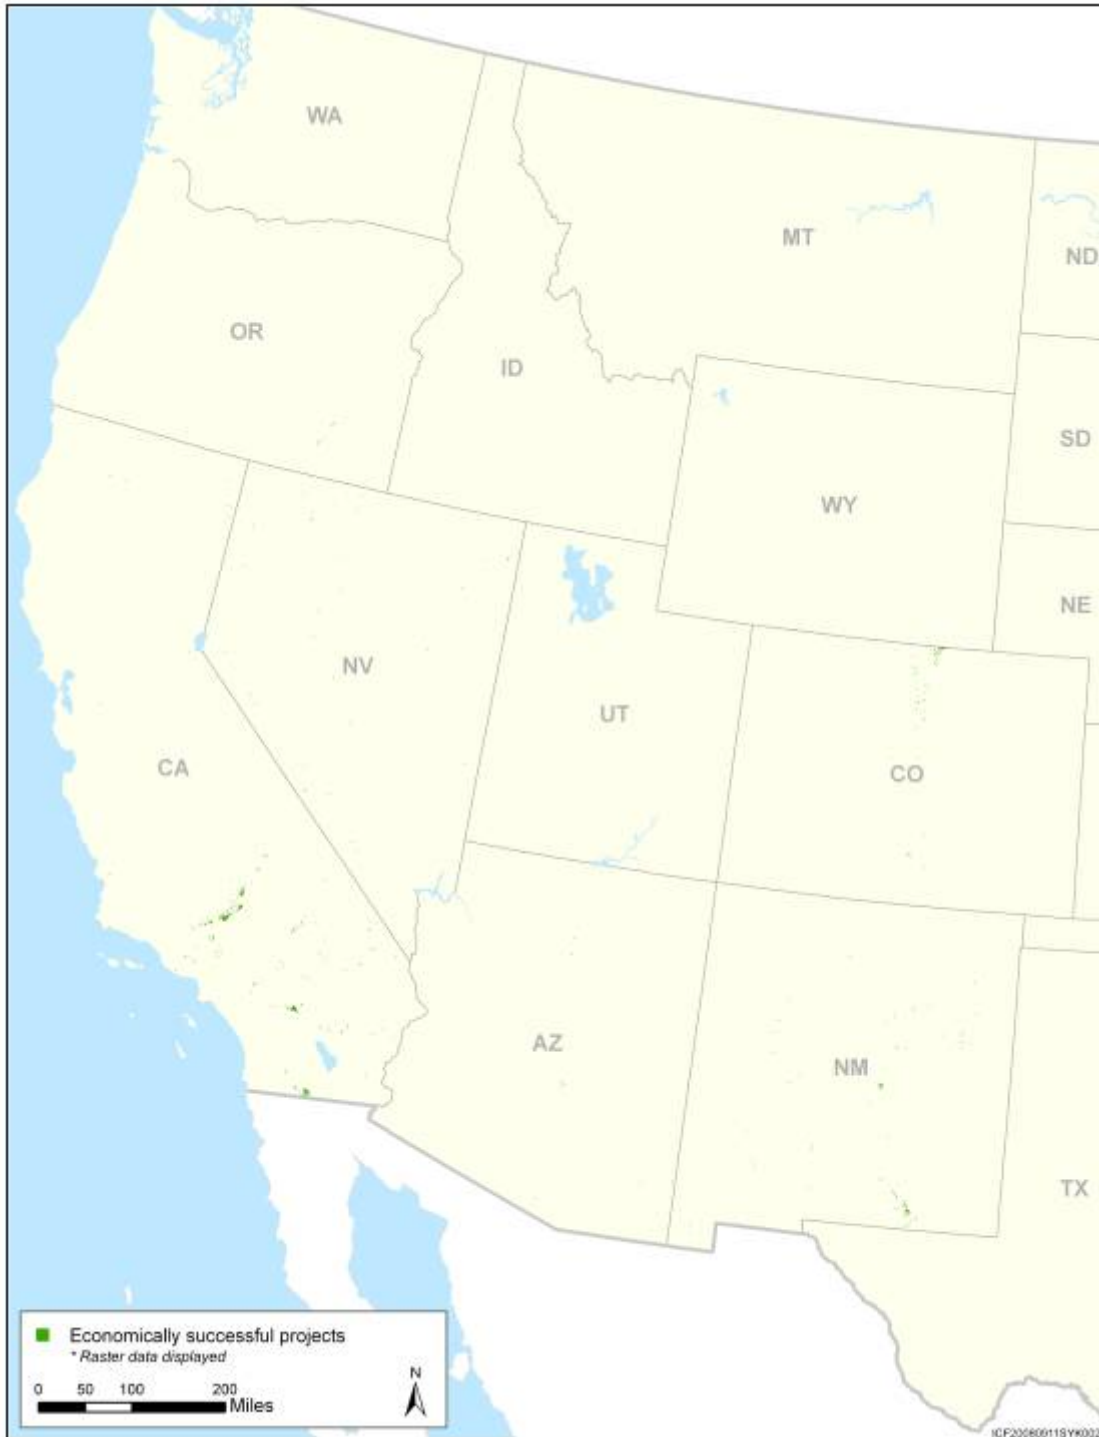 WA
MT
ND
OR
ID
SD
WY
NE
NV
UT
CA
CO
AZ
NM
TX
Economically successful projects
* Raster data displayed
N
0 50 100 200
Miles
ICF20080911SYK002